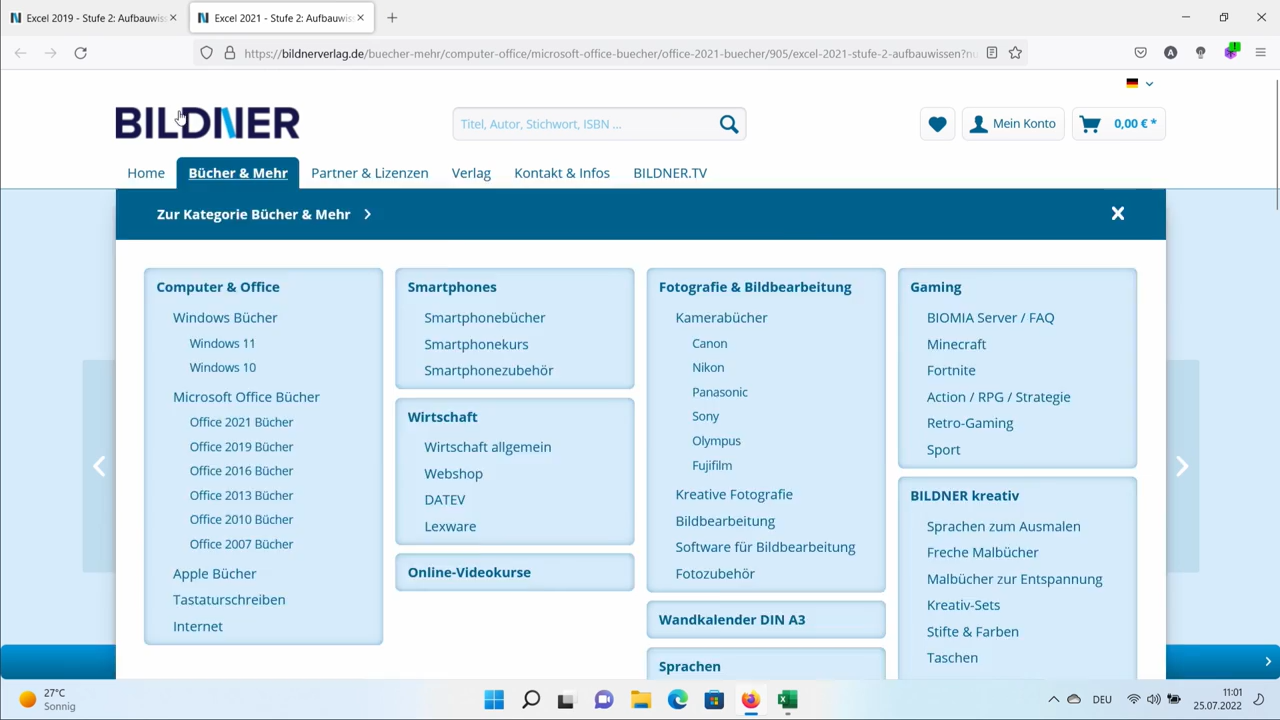 Excel 2019 - Stufe 2: Aufbauwiss
Excel 2021 - Stufe 2: Aufbauwiss
https://bildnerverlag.de/buecher-mehr/computer-office/microsoft-office-buecher/office-2021-buecher/905/excel-2021-stufe-2-aufbauwissen?nu
BILDNER
Titel, Autor, Stichwort, ISBN ...
Mein Konto
0,00 € *
Home
Bücher & Mehr
Partner & Lizenzen
Verlag
Kontakt & Infos
BILDNER.TV
Zur Kategorie Bücher & Mehr
Computer & Office
Windows Bücher
Windows 11
Windows 10
Microsoft Office Bücher
Office 2021 Bücher
Office 2019 Bücher
Office 2016 Bücher
Office 2013 Bücher
Office 2010 Bücher
Office 2007 Bücher
Apple Bücher
Tastaturschreiben
Internet
Smartphones
Smartphonebücher
Smartphonekurs
Smartphonezubehör
Wirtschaft
Wirtschaft allgemein
Webshop
DATEV
Lexware
Online-Videokurse
Fotografie & Bildbearbeitung
Kamerabücher
Canon
Nikon
Panasonic
Sony
Olympus
Fujifilm
Kreative Fotografie
Bildbearbeitung
Software für Bildbearbeitung
Fotozubehör
Wandkalender DIN A3
Sprachen
Gaming
BIOMIA Server / FAQ
Minecraft
Fortnite
Action / RPG / Strategie
Retro-Gaming
Sport
BILDNER kreativ
Sprachen zum Ausmalen
Freche Malbücher
Malbücher zur Entspannung
Kreativ-Sets
Stifte & Farben
Taschen
27°C
Sonnig
DEU
11:01
25.07.2022